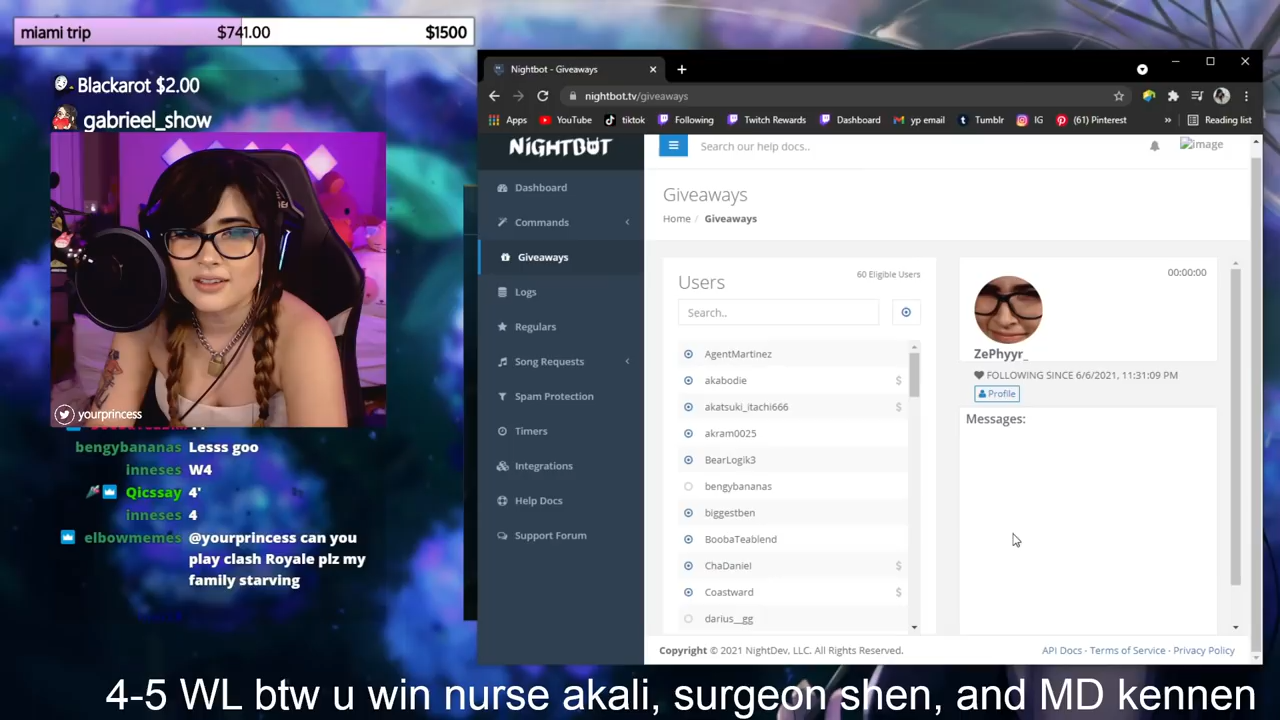 miami trip $741.00 $1500
Blackarot $2.00
gabrieel_show
yourprincess
bengybananas Lesss goo
inneses W4
Qicssay 4'
inneses 4
elbowmemes @yourprincess can you
play clash Royale plz my
family starving
Nightbot - Giveaways
nightbot.tv/giveaways
Apps YouTube tiktok Following Twitch Rewards Dashboard yp email Tumblr IG (61) Pinterest » Reading list
NIGHTBOT
Dashboard
Commands
Giveaways
Logs
Regulars
Song Requests
Spam Protection
Timers
Integrations
Help Docs
Support Forum
Search our help docs..
Image
Giveaways
Home / Giveaways
Users
60 Eligible Users
Search..
AgentMartinez
akabodie $
akatsuki_itachi666 $
akram0025
BearLogik3
bengybananas
biggestben
BoobaTeablend
ChaDaniel $
Coastward $
darius__gg
00:00:00
ZePhyyr_
FOLLOWING SINCE 6/6/2021, 11:31:09 PM
Profile
Messages:
Copyright © 2021 NightDev, LLC. All Rights Reserved.
API Docs - Terms of Service - Privacy Policy
4-5 WL btw u win nurse akali, surgeon shen, and MD kennen